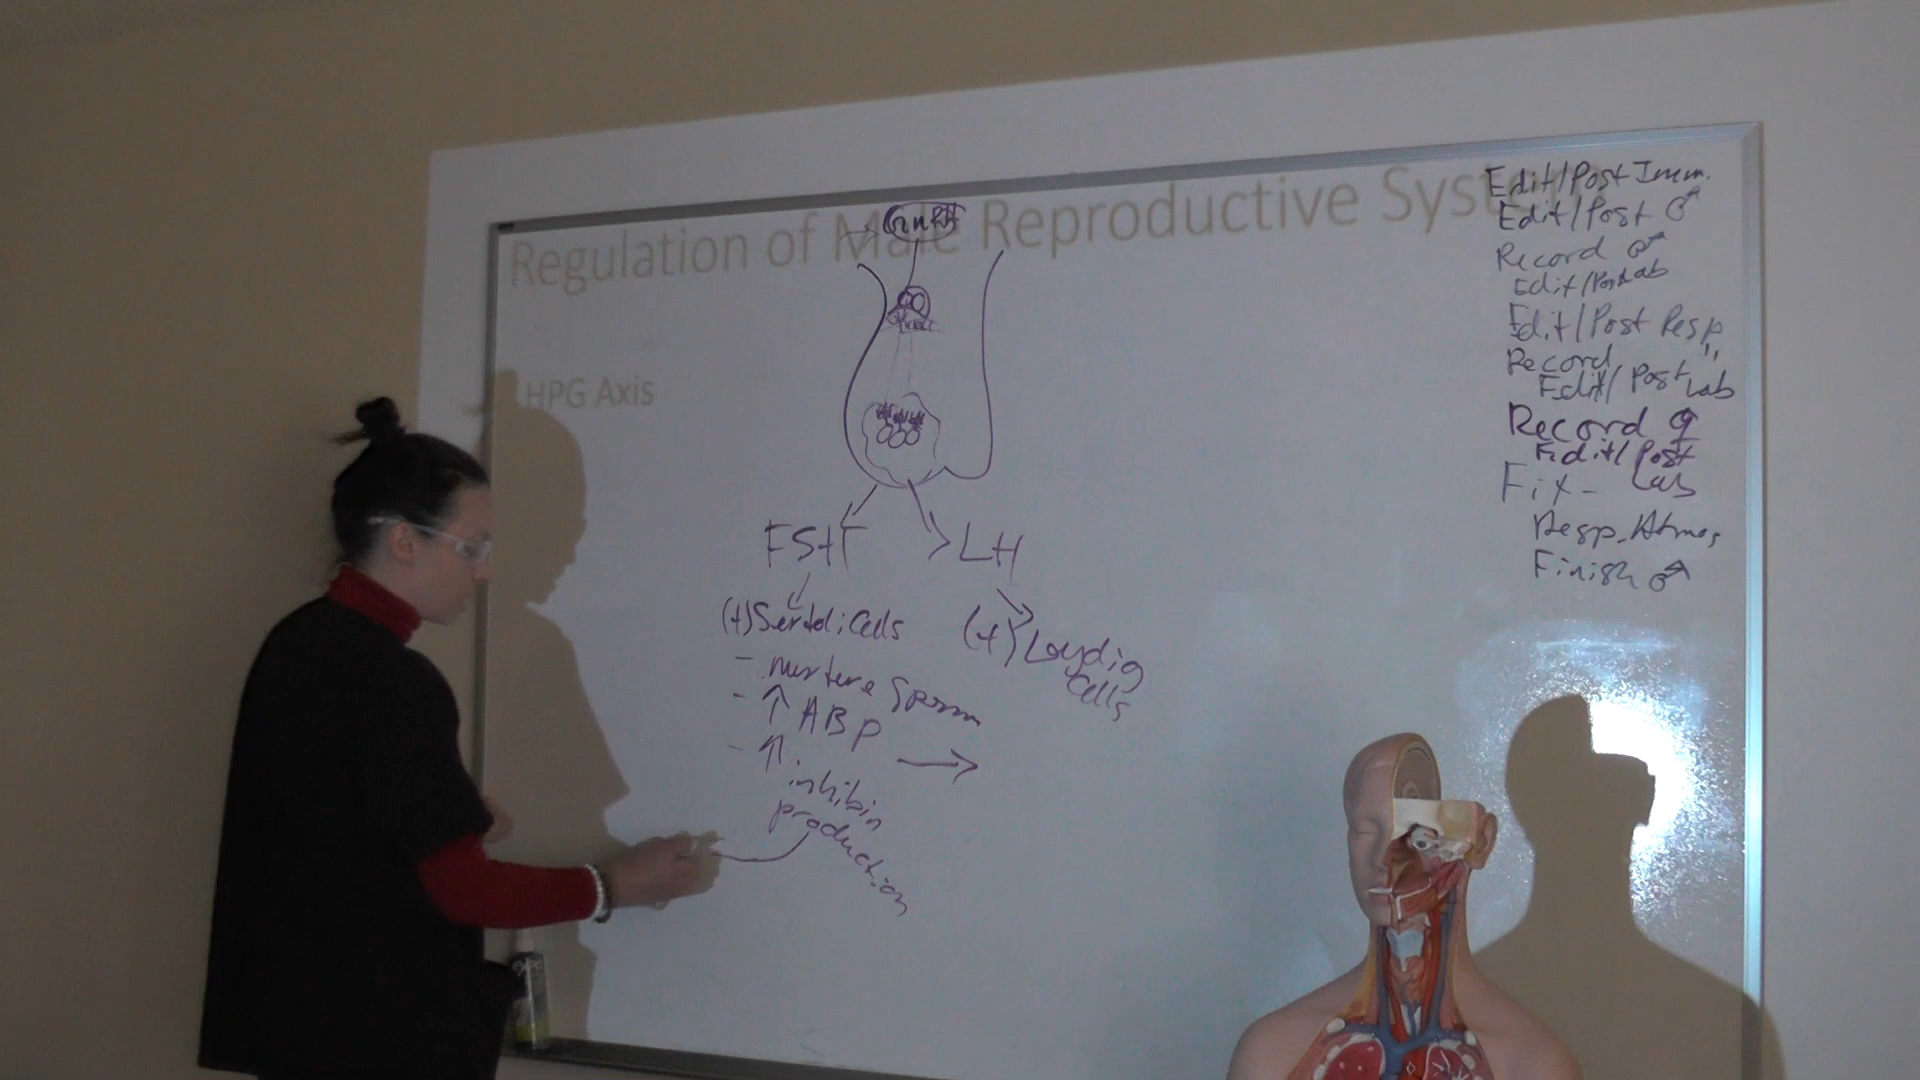 Regulation of Male Reproductive Syst
GnRH
HPG Axis
FSH
LH
(+) Sertoli Cells
- nurture sperm
- ↑ ABP
- ↑ inhibin
production
→
(+) Leydig
Cells
Edit/Post Imm.
Edit/Post ♂
Record ♂
Edit/Post Lab
Edit/Post Resp
Record "
Edit/Post Lab
Record ♀
Edit/Post
Fix - Lab
Resp. Atmos
Finish ♂